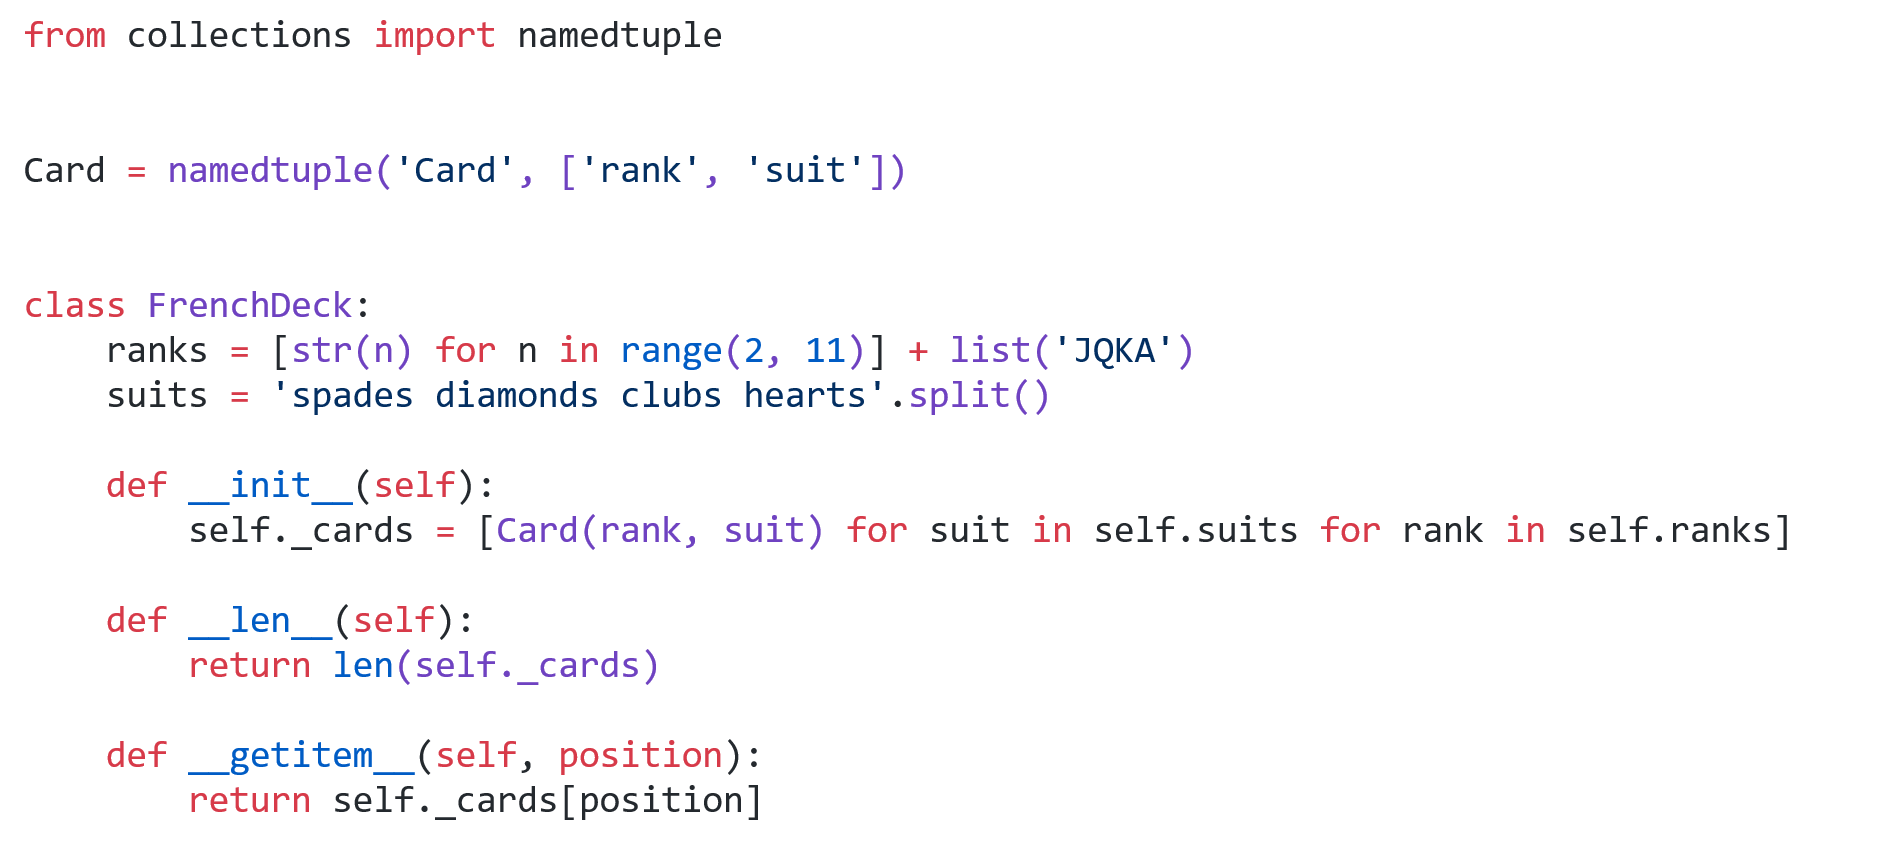 from collections import namedtuple
Card = namedtuple('Card', ['rank', 'suit'])
class FrenchDeck:
    ranks = [str(n) for n in range(2, 11)] + list('JQKA')
    suits = 'spades diamonds clubs hearts'.split()
    def __init__(self):
        self._cards = [Card(rank, suit) for suit in self.suits for rank in self.ranks]
    def __len__(self):
        return len(self._cards)
    def __getitem__(self, position):
        return self._cards[position]